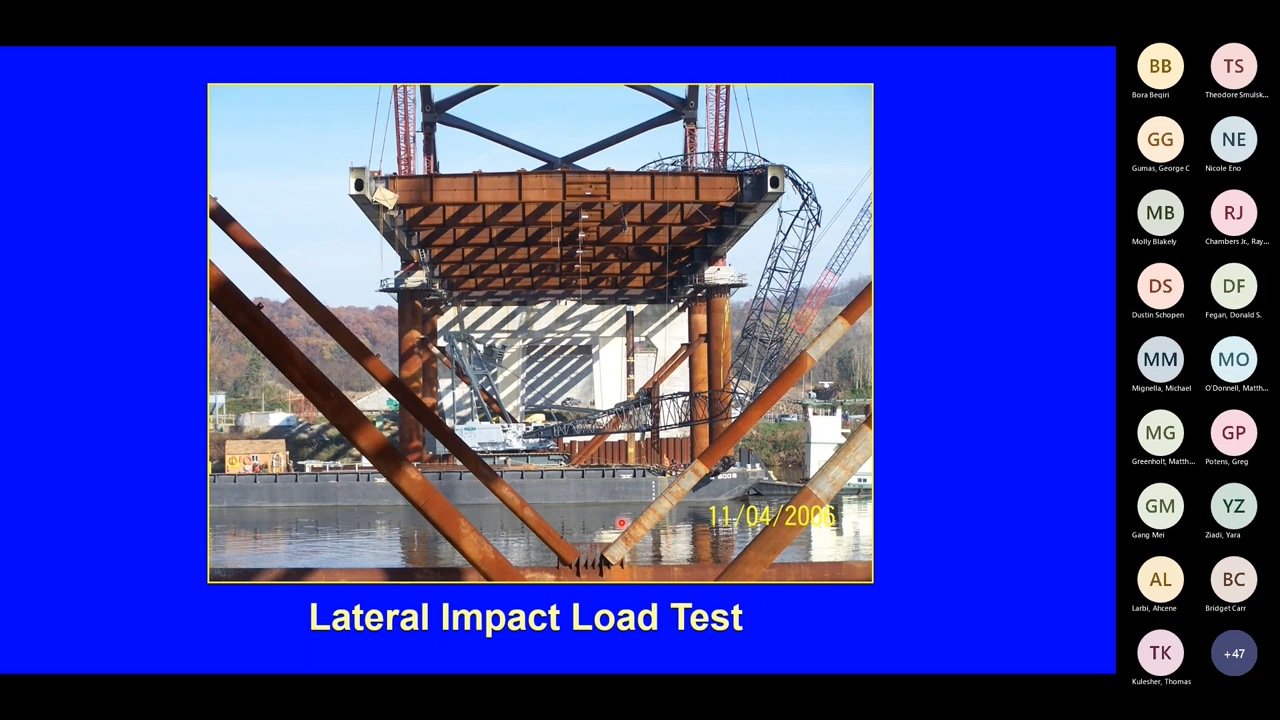 11/04/2006
Lateral Impact Load Test
BB
TS
Bora Beqiri
Theodore Smulsk...
GG
NE
Gumas, George C
Nicole Eno
MB
RJ
Molly Blakely
Chambers Jr., Ray...
DS
DF
Dustin Schopen
Fegan, Donald S.
MM
MO
Mignella, Michael
O'Donnell, Matth...
MG
GP
Greenholt, Matth...
Potens, Greg
GM
YZ
Gang Mei
Ziadi, Yara
AL
BC
Larbi, Ahcene
Bridget Carr
TK
+47
Kulesher, Thomas